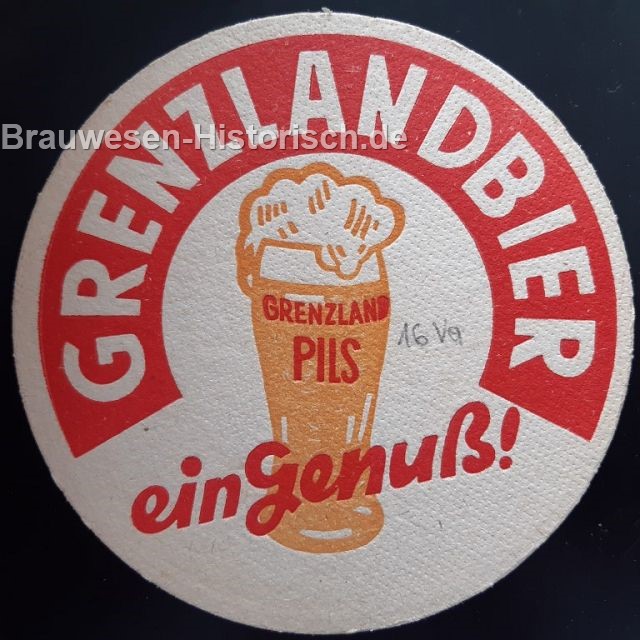 GRENZLANDBIER
Brauwesen-Historisch.de
GRENZLAND
PILS
16 Va
ein Genuß!